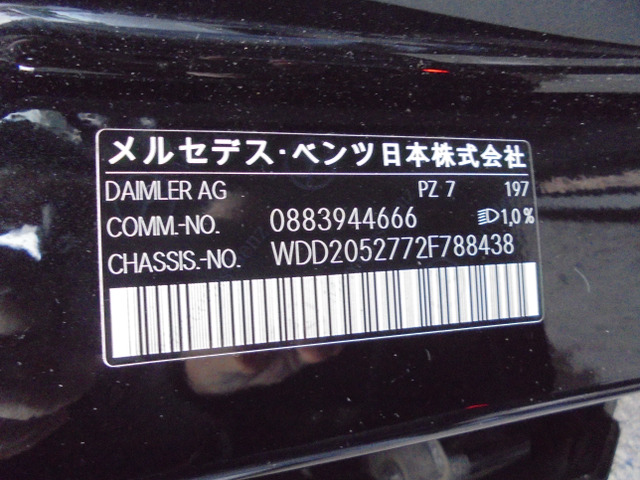 メルセデス・ベンツ日本株式会社
DAIMLER AG PZ 7 197
COMM.-NO. 0883944666 1,0 %
CHASSIS.-NO. WDD2052772F788438